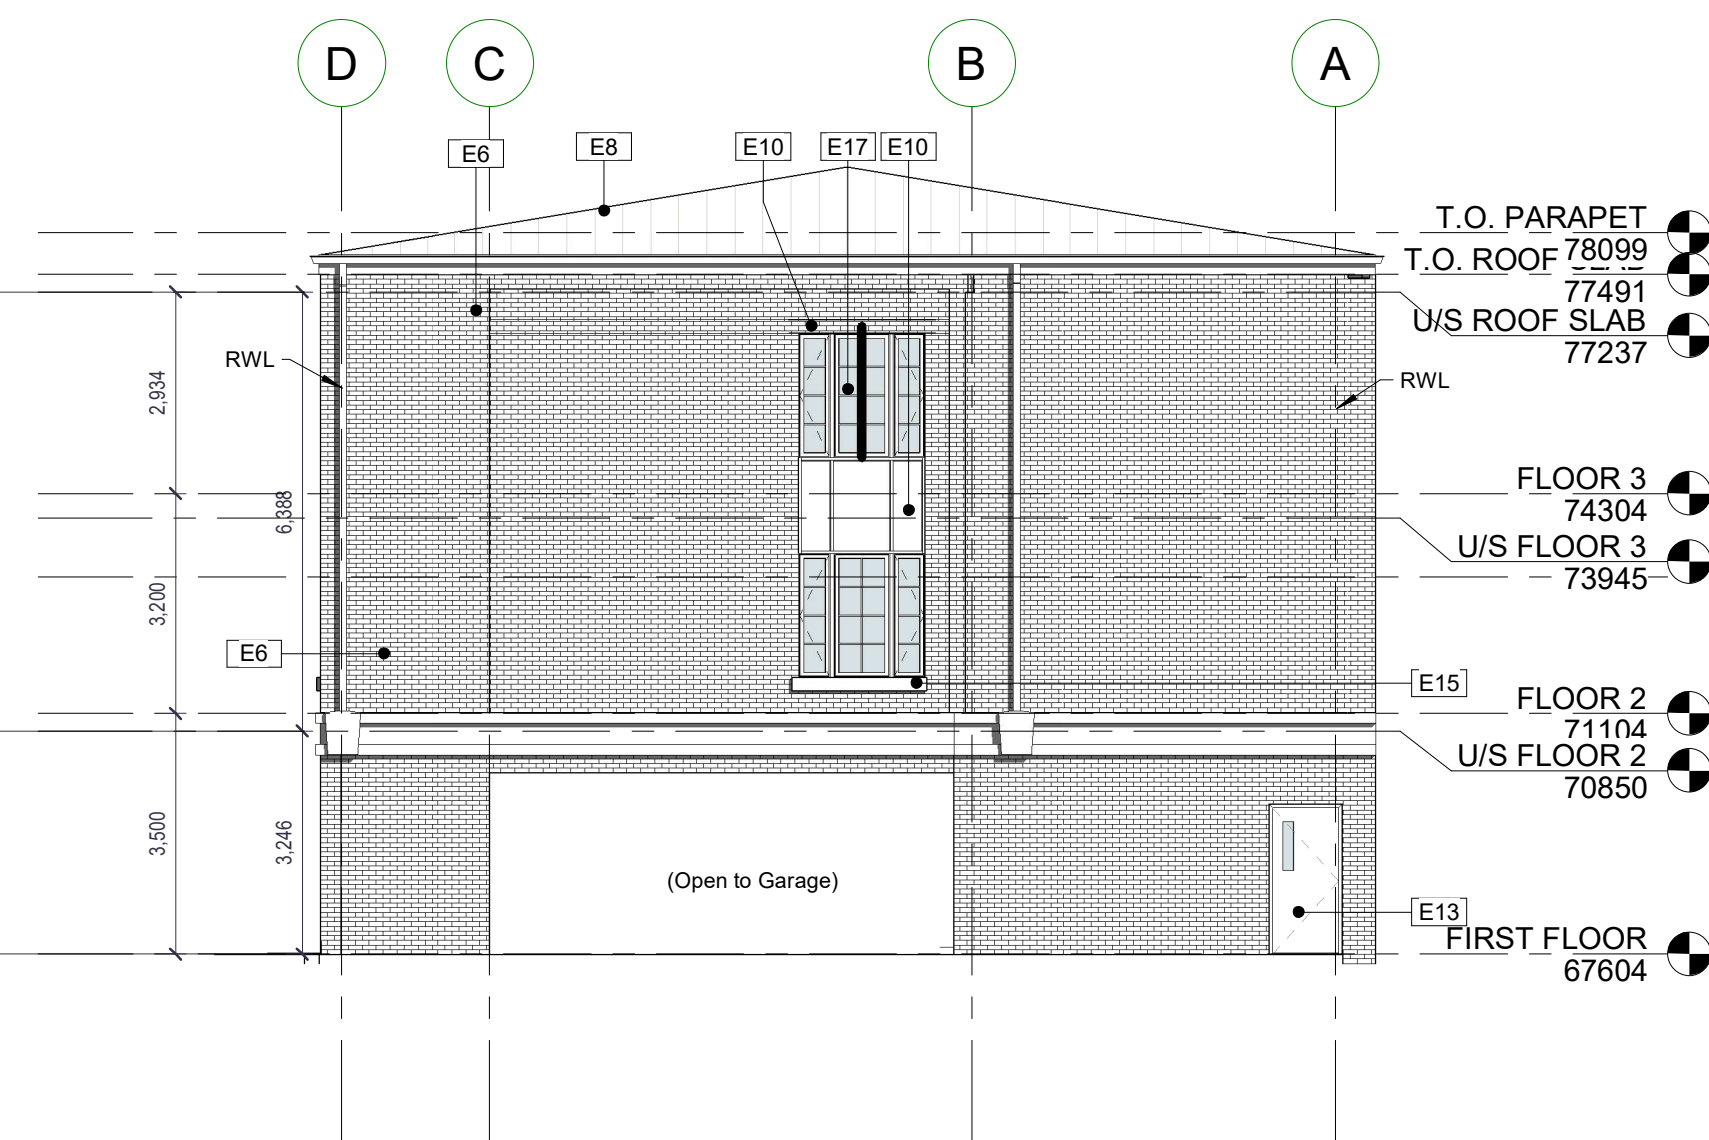 D C B A
E6 E8 E10 E17 E10
T.O. PARAPET
78099
T.O. ROOF SLAB
77491
U/S ROOF SLAB
77237
RWL
RWL
2,934
6,388
FLOOR 3
74304
U/S FLOOR 3
73945
3,200
E6
E15
FLOOR 2
71104
U/S FLOOR 2
70850
3,500
3,246
(Open to Garage)
E13
FIRST FLOOR
67604